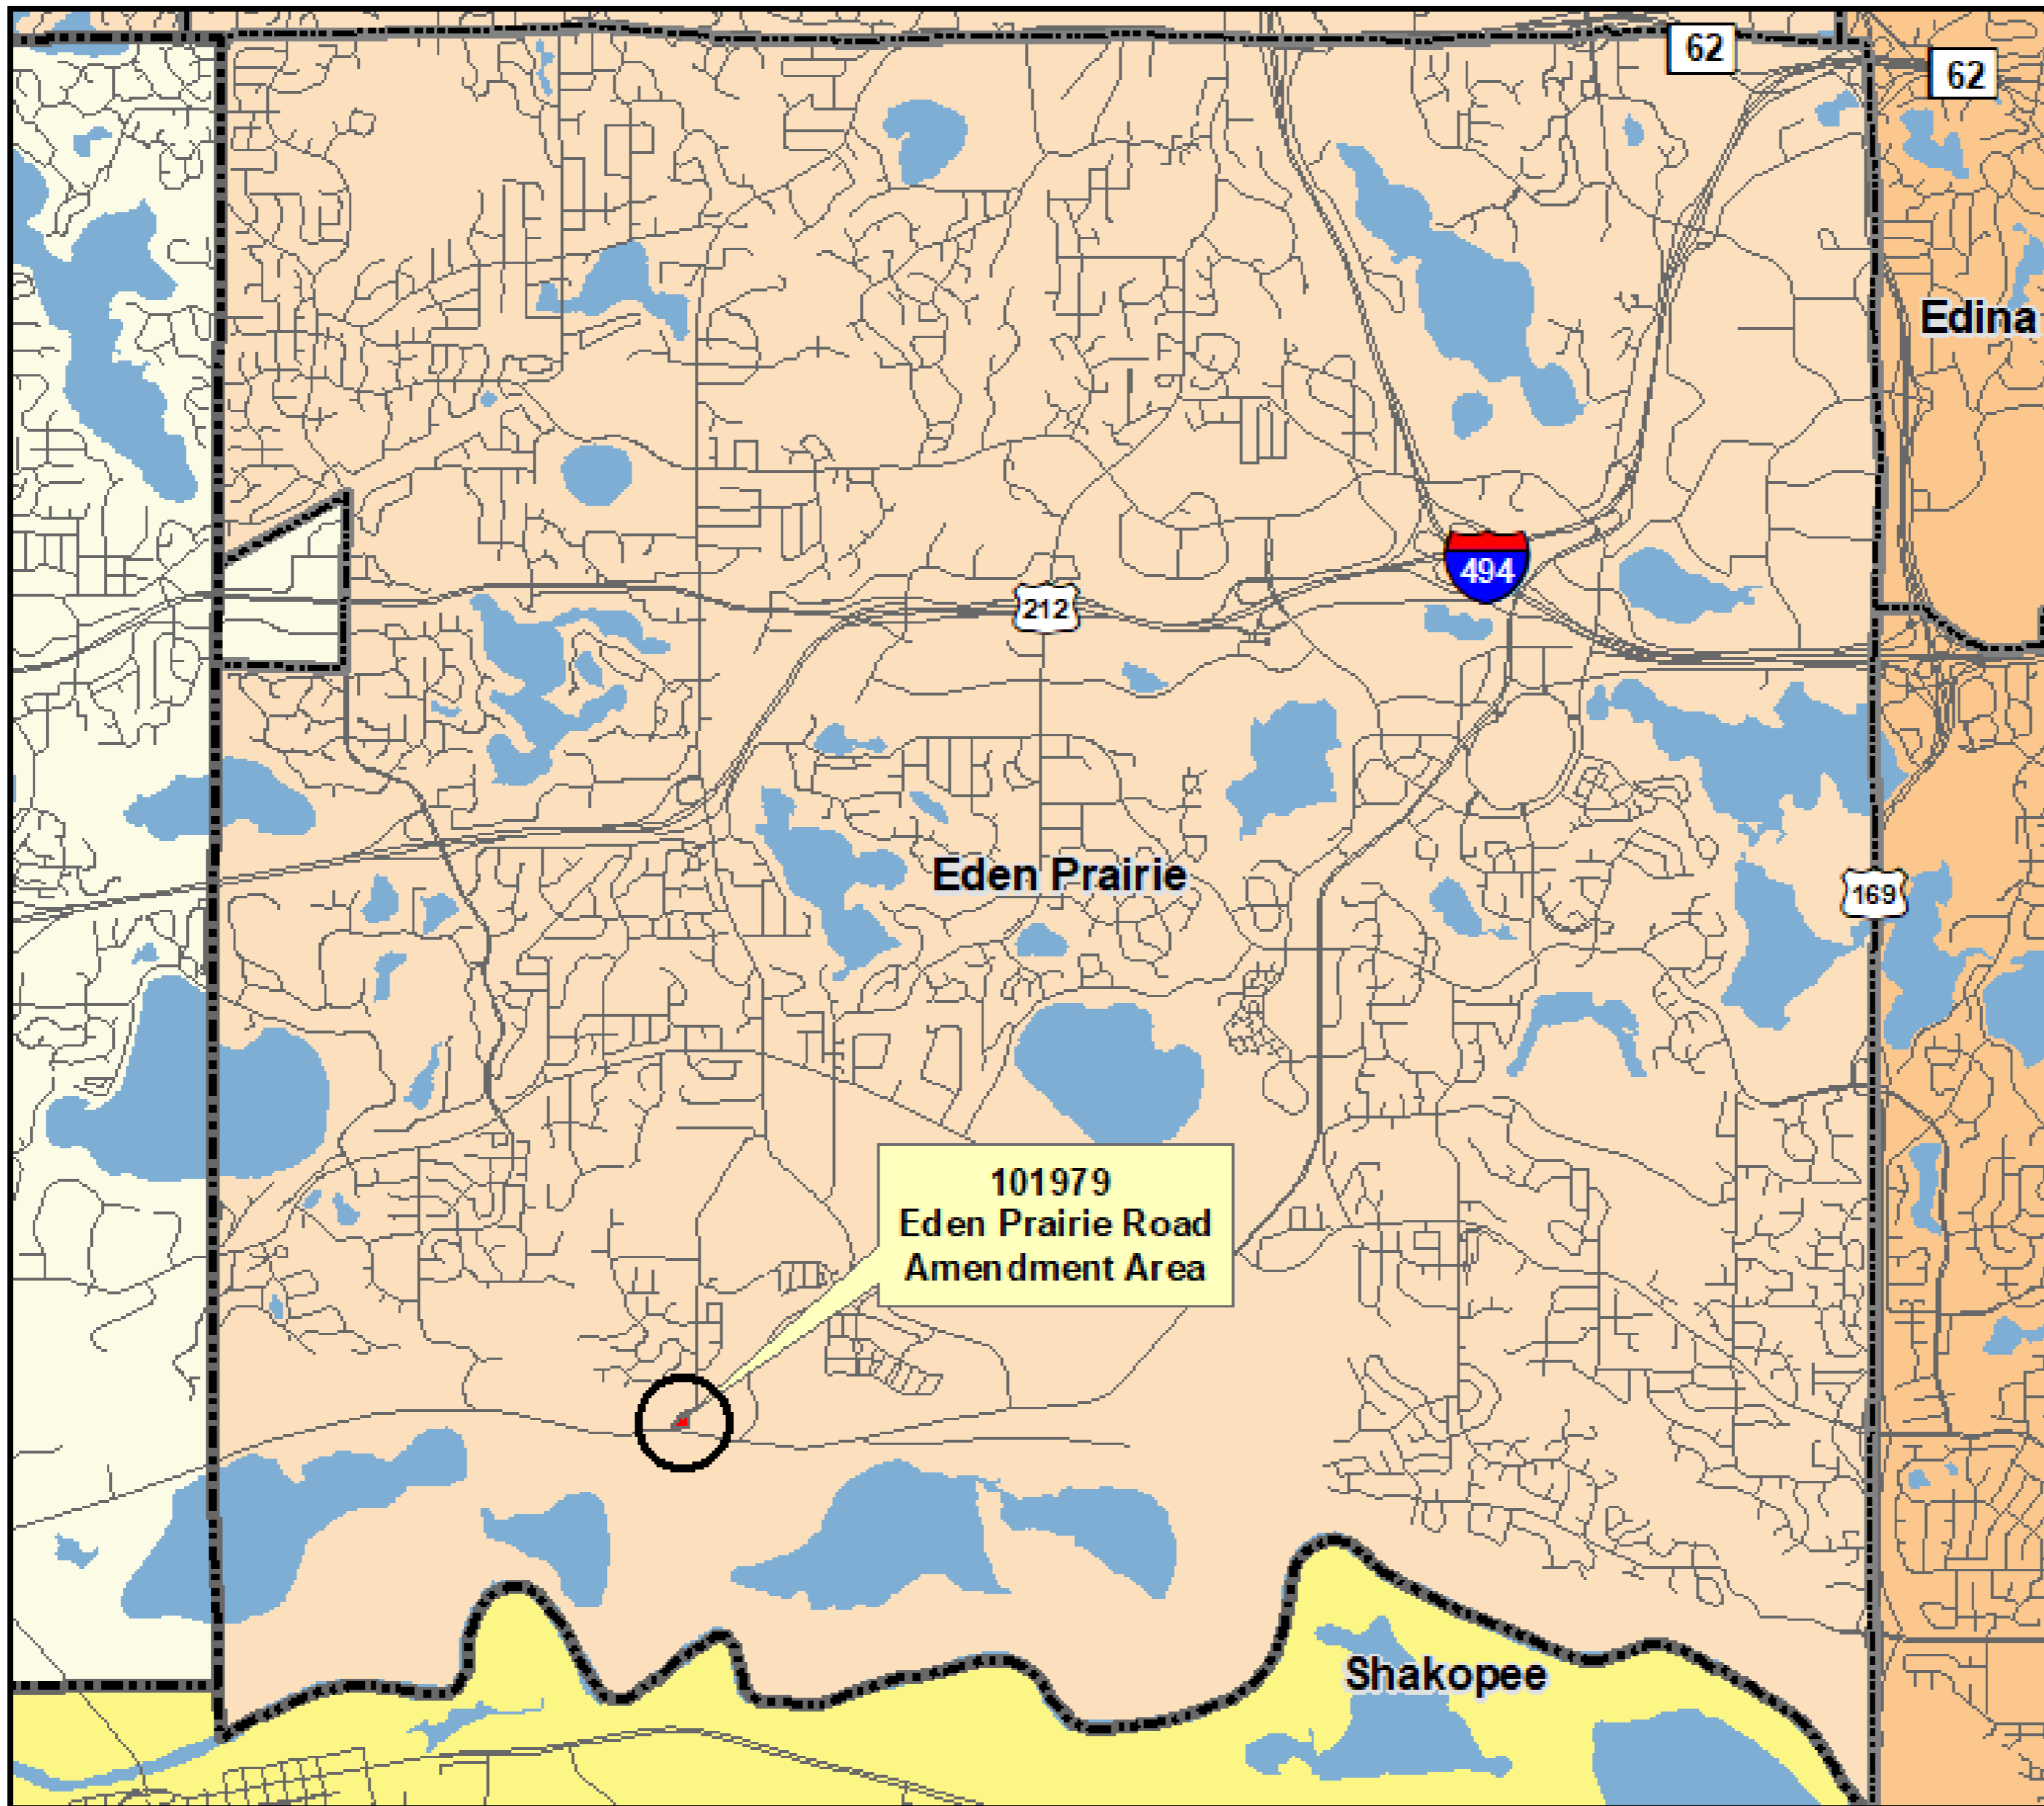 62
62
Edina
494
212
Eden Prairie
169
101979
Eden Prairie Road
Amendment Area
Shakopee